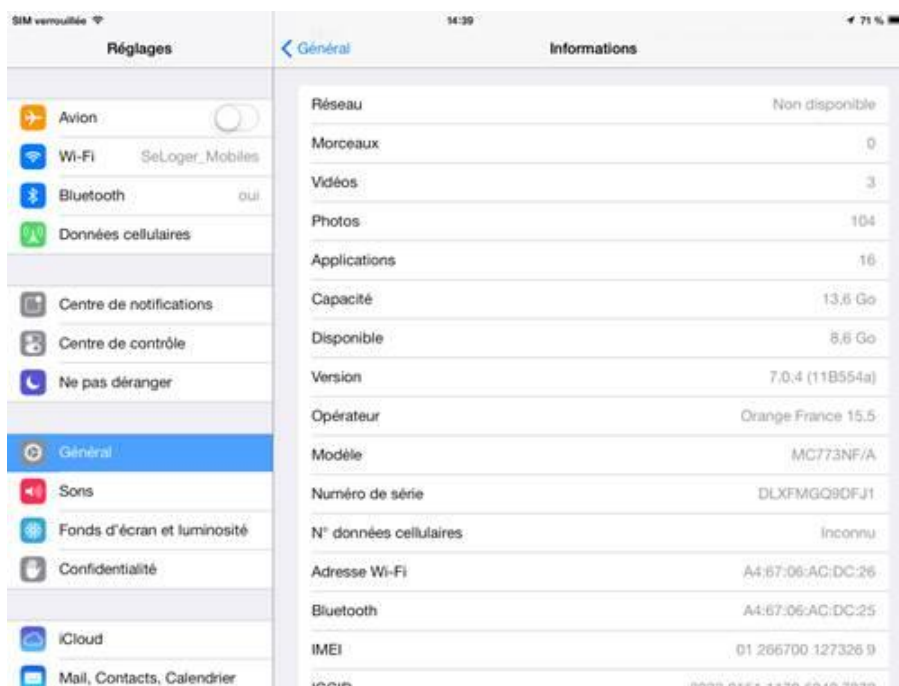 SIM verrouillée 14:39 71 %
Réglages
Général Informations
Avion
Wi-Fi SeLoger_Mobiles
Bluetooth oui
Données cellulaires
Centre de notifications
Centre de contrôle
Ne pas déranger
Général
Sons
Fonds d'écran et luminosité
Confidentialité
iCloud
Mail, Contacts, Calendrier
Réseau Non disponible
Morceaux 0
Vidéos 3
Photos 104
Applications 16
Capacité 13,6 Go
Disponible 8,6 Go
Version 7.0.4 (11B554a)
Opérateur Orange France 15.5
Modèle MC773NF/A
Numéro de série DLXFMGQ9DFJ1
N° données cellulaires Inconnu
Adresse Wi-Fi A4:67:06:AC:DC:26
Bluetooth A4:67:06:AC:DC:25
IMEI 01 266700 127326 9